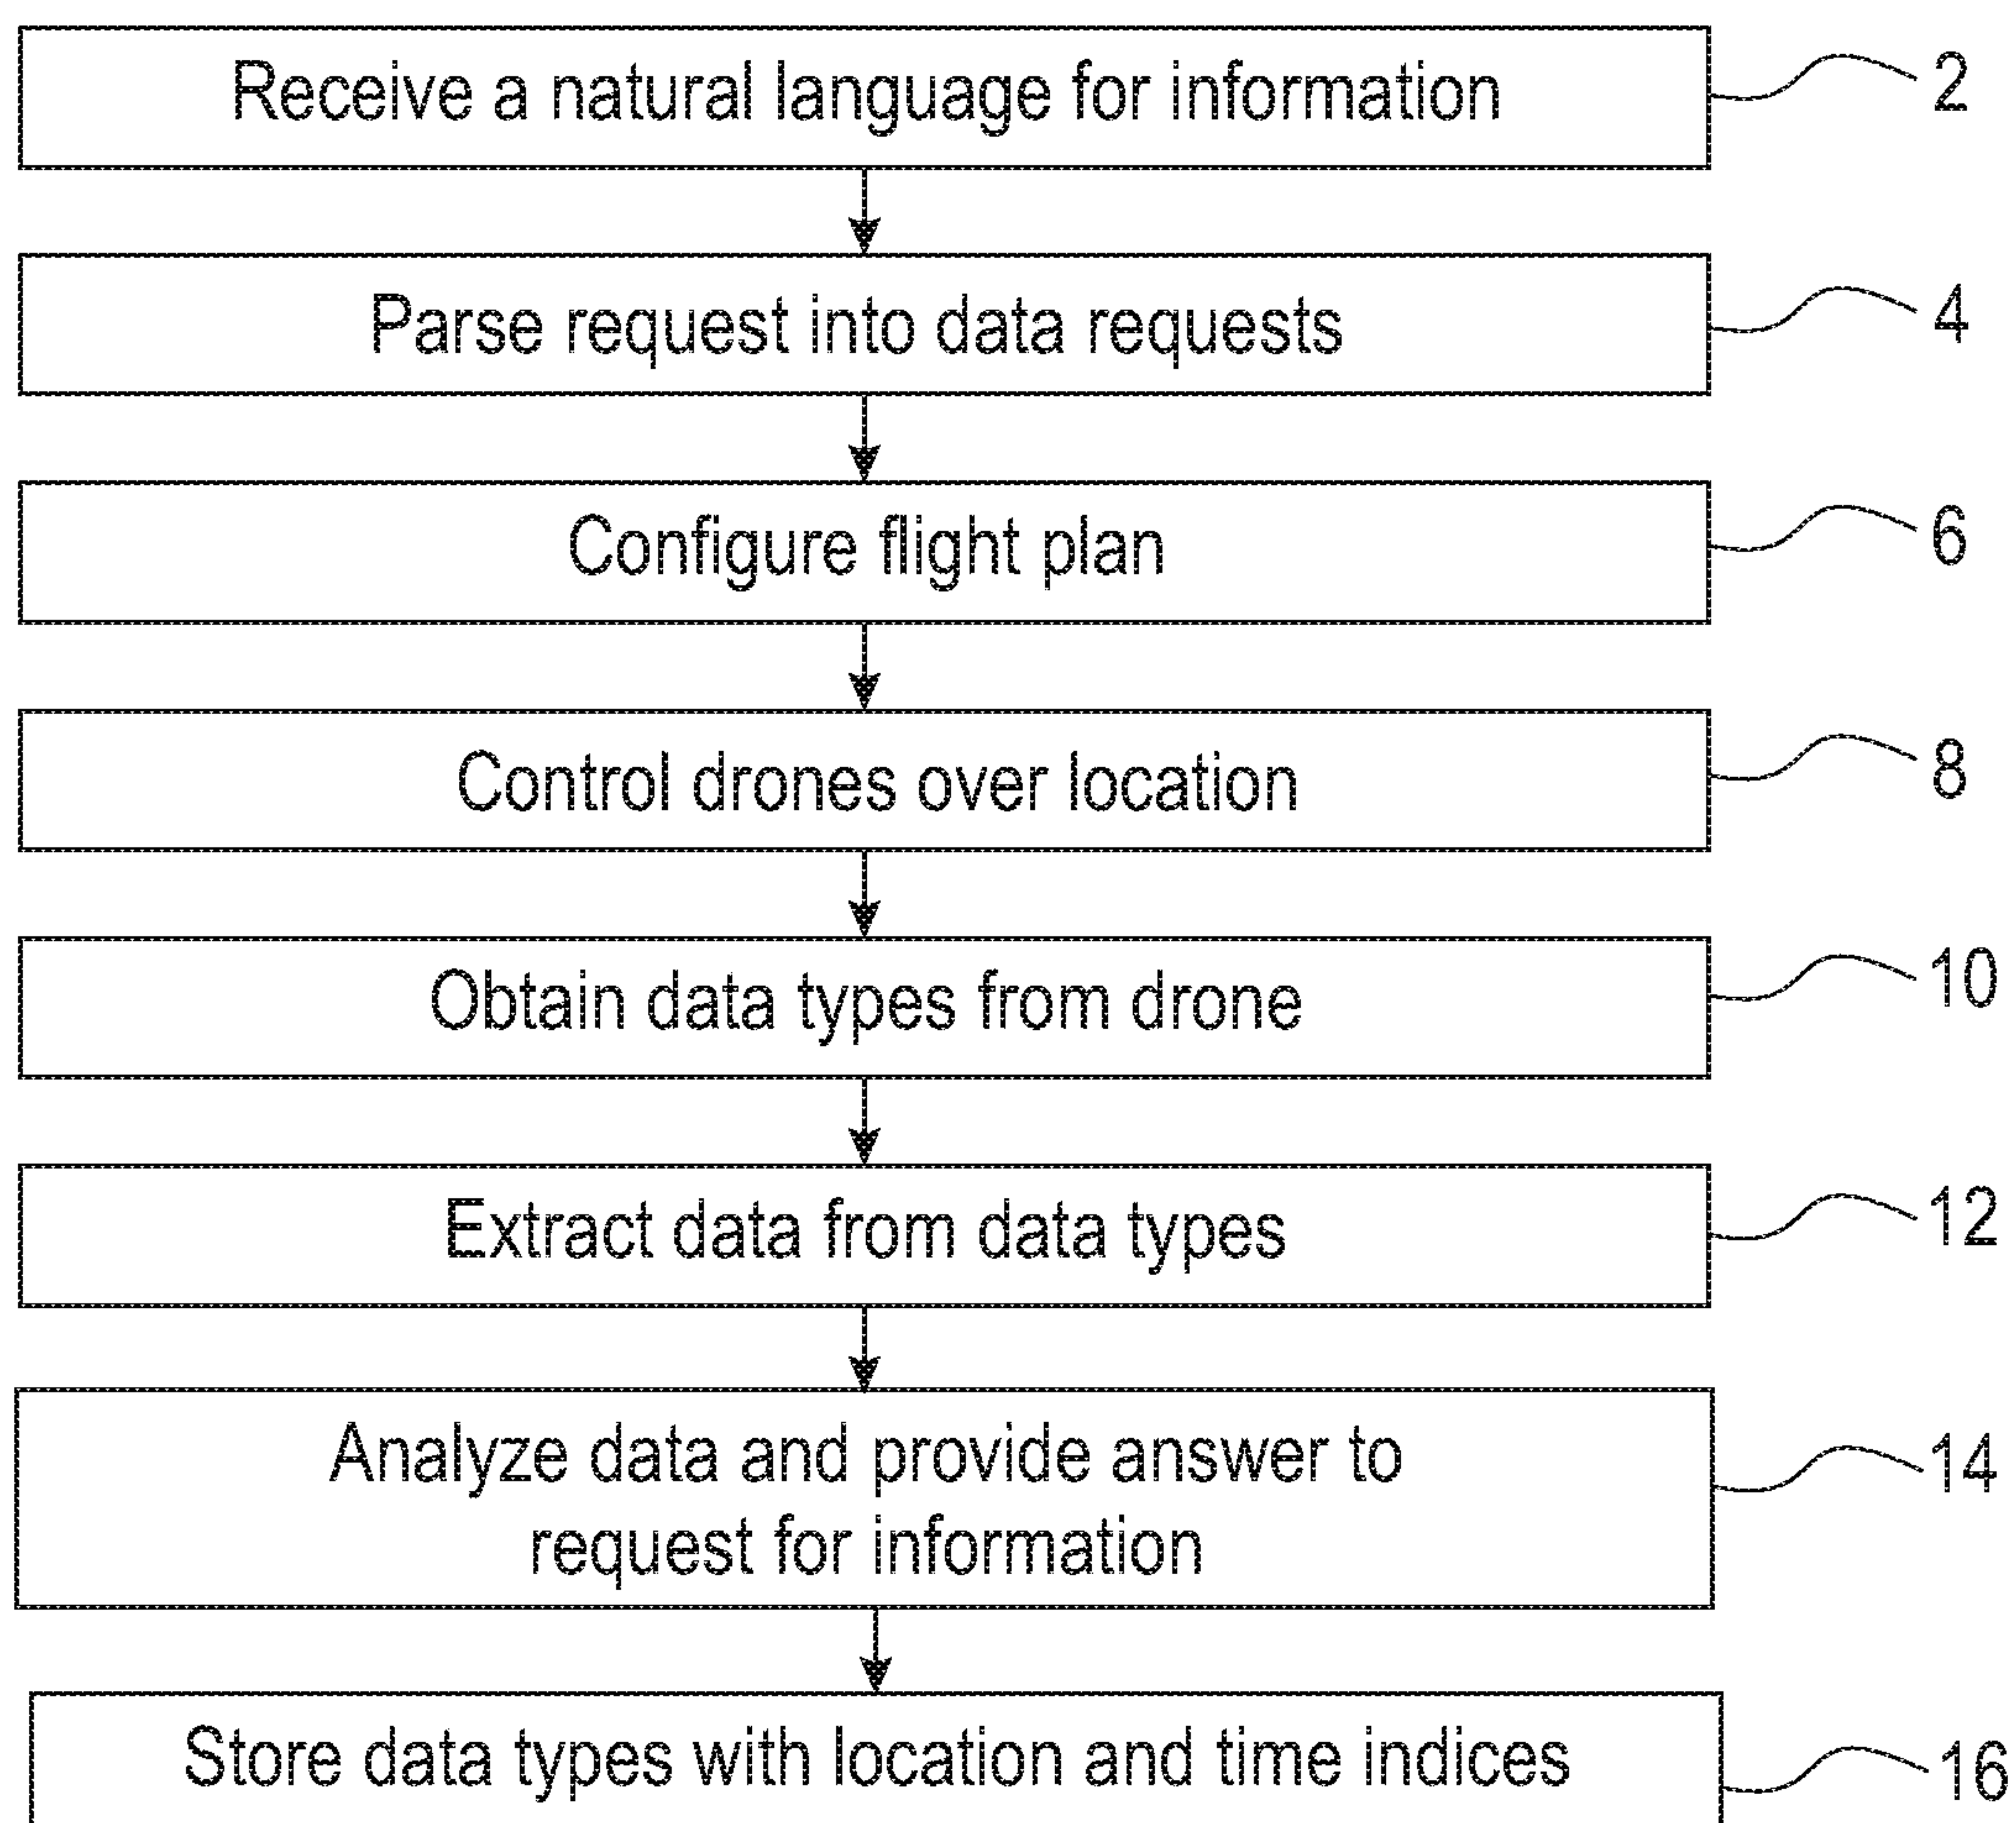 Receive a natural language for information
2
Parse request into data requests
4
Configure flight plan
6
Control drones over location
8
Obtain data types from drone
10
Extract data from data types
12
Analyze data and provide answer to
request for information
14
Store data types with location and time indices
16